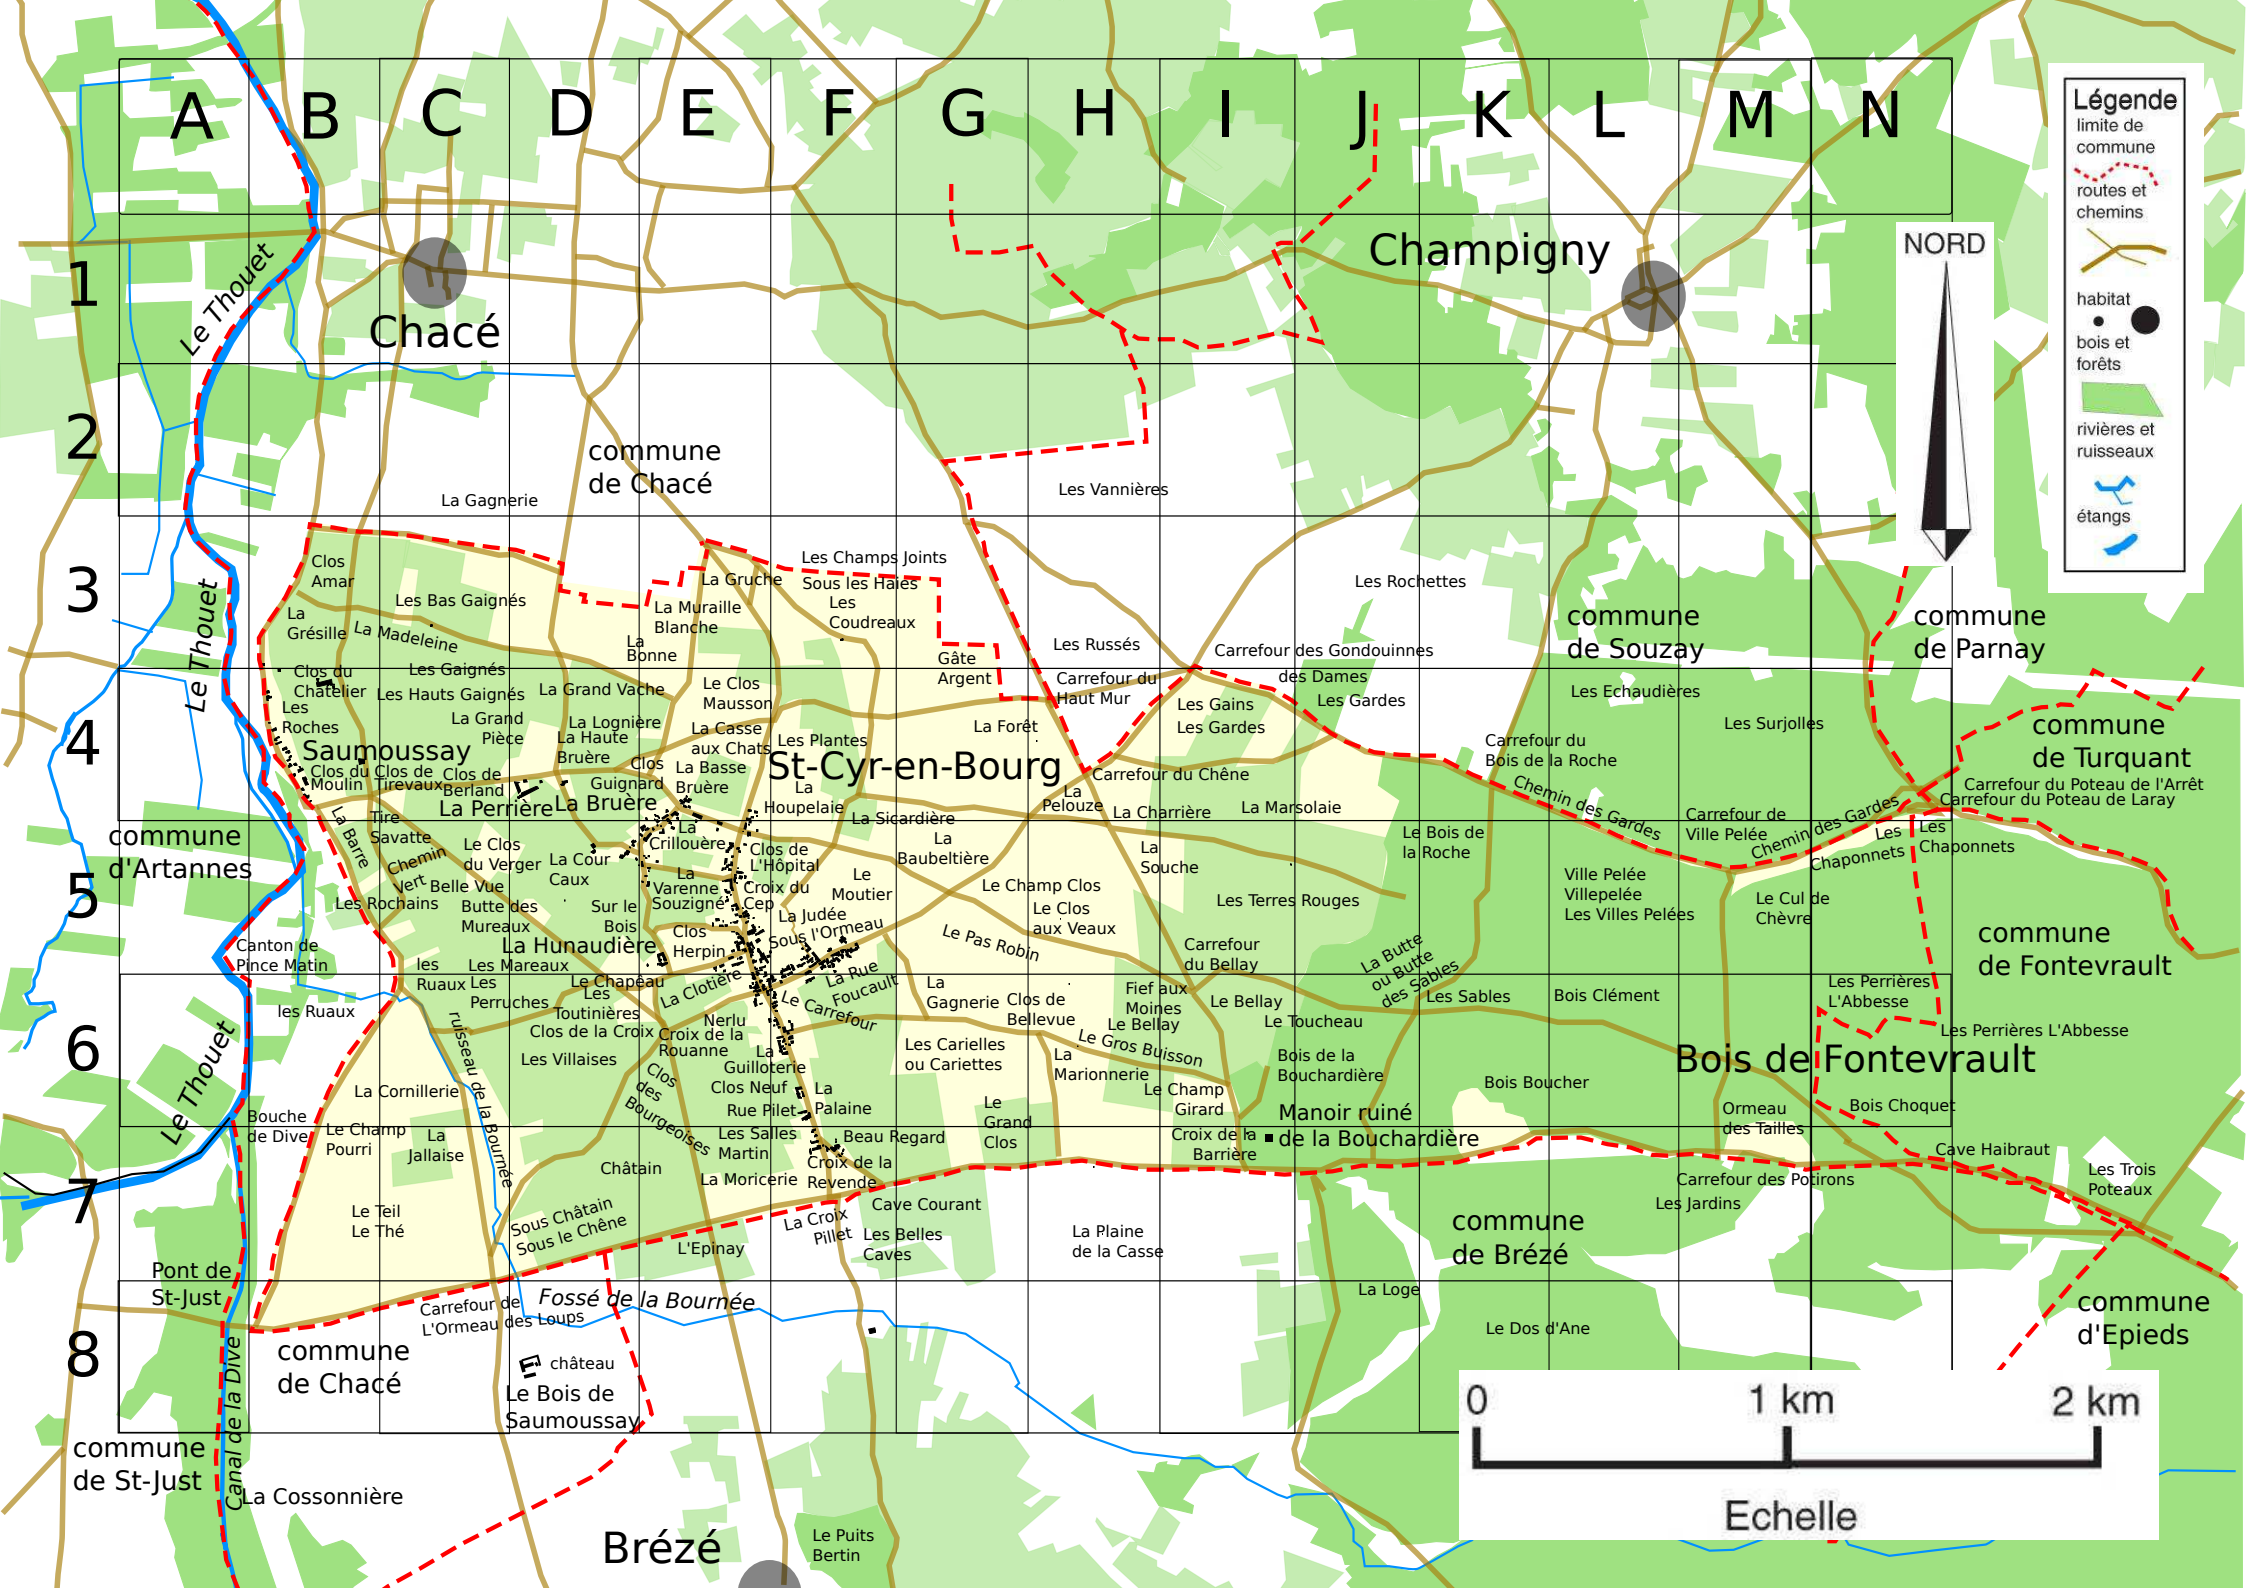 A B C D E F G H I J K L M N
1
2
3
4
5
6
7
8
Légende
limite de
commune
routes et
chemins
habitat
bois et
forêts
rivières et
ruisseaux
étangs
NORD
Champigny
Chacé
Le Thouet
commune
de Chacé
La Gagnerie
Les Vannières
Les Champs Joints
Clos
Amar
La Gruche
Sous les Haies
Les
Coudreaux
Les Rochettes
Les Bas Gaignés
La Muraille
Blanche
La
Grésille
La Madeleine
La
Bonne
Les Russés
Carrefour des Gondouinnes
des Dames
commune
de Souzay
commune
de Parnay
Le Thouet
Gâte
Argent
Clos du
Châtelier
Les Gaignés
Les Hauts Gaignés
La Grand Vache
Le Clos
Mausson
Carrefour du
Haut Mur
Les Gains
Les Gardes
Les Gardes
Les Echaudières
Les Surjolles
Les
Roches
La Grand
Pièce
La Lognière
La Haute
Bruère
La Casse
aux Chats
Les Plantes
La Forêt
Saumoussay
St-Cyr-en-Bourg
Carrefour du
Bois de la Roche
commune
de Turquant
Clos du
Moulin
Clos de
Tirevaux
Clos de
Berland
Clos
Guignard
La Basse
Bruère
Carrefour du Chêne
Carrefour du Poteau de l'Arrêt
Carrefour du Poteau de Laray
La Perrière
La Bruère
La
Houpelaie
La
Pelouze
La Charrière
La Marsolaie
Chemin des Gardes
Carrefour de
Ville Pelée
Chemin des Gardes
commune
d'Artannes
La Barre
Tire
Savatte
La Sicardière
La
Crillouère
La
Baubeltière
Le Bois de
la Roche
Les
Chaponnets
Les
Chaponnets
Chemin
Vert
Le Clos
du Verger
La Cour
Caux
Clos de
L'Hôpital
La
Souche
Belle Vue
La
Varenne
Souzigné
Croix du
Cep
Le
Moutier
Le Champ Clos
Ville Pelée
Villepelée
Les Villes Pelées
Les Rochains
Butte des
Mureaux
Sur le
Bois
La Judée
Sous l'Ormeau
Le Clos
aux Veaux
Les Terres Rouges
Le Cul de
Chèvre
La Hunaudière
Clos
Herpin
Le Pas Robin
Carrefour
du Bellay
La Butte
ou Butte
des Sables
commune
de Fontevrault
Canton de
Pince Matin
les
Ruaux
Les Mareaux
Les
Perruches
Le Chapeau
Les
Toutinières
La Clotière
La Rue
Foucault
La
Gagnerie
Clos de
Bellevue
Fief aux
Moines
Le Bellay
Les Sables
Bois Clément
Les Perrières
L'Abbesse
les Ruaux
Clos de la Croix
Nerlu
Croix de la
Rouanne
Le Carrefour
Le Bellay
Le Toucheau
Les Perrières L'Abbesse
Le Thouet
ruisseau de la Bournée
Les Villaises
La
Guilloterie
Les Carielles
ou Cariettes
La
Marionnerie
Le Gros Buisson
Bois de la
Bouchardière
Bois de Fontevrault
La Cornillerie
Clos
des
Bourgeoises
Clos Neuf
Rue Pilet
La
Palaine
Le
Grand
Clos
Le Champ
Girard
Bois Boucher
Bois Choquet
Manoir ruiné
de la Bouchardière
Ormeau
des Tailles
Bouche
de Dive
Le Champ
Pourri
La
Jallaise
Les Salles
Martin
Beau Regard
Croix de la
Barrière
Cave Haibraut
Châtain
La Moricerie
Croix de la
Revende
Carrefour des Potirons
Les Jardins
Les Trois
Poteaux
Le Teil
Le Thé
Sous Châtain
Sous le Chêne
La Croix
Pillet
Cave Courant
Les Belles
Caves
L'Epinay
La Plaine
de la Casse
commune
de Brézé
Pont de
St-Just
Carrefour de
L'Ormeau des Loups
Fossé de la Bournée
La Loge
Le Dos d'Ane
commune
d'Epieds
commune
de Chacé
château
Le Bois de
Saumoussay
Canal de la Dive
commune
de St-Just
La Cossonnière
Brézé
Le Puits
Bertin
0 1 km 2 km
Echelle